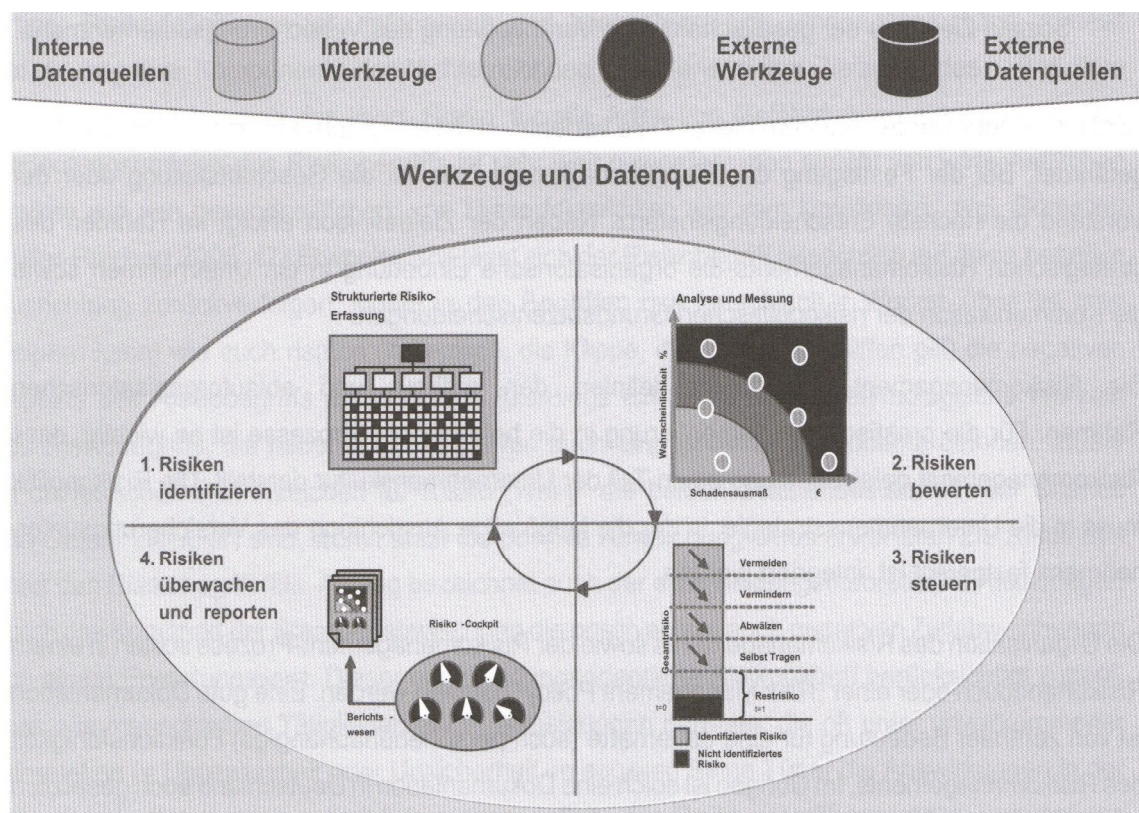 Interne
Datenquellen
Interne
Werkzeuge
Externe
Werkzeuge
Externe
Datenquellen
Werkzeuge und Datenquellen
Strukturierte Risiko-
Erfassung
1. Risiken
identifizieren
Analyse und Messung
Wahrscheinlichkeit %
Schadensausmaß €
2. Risiken
bewerten
4. Risiken
überwachen
und reporten
Risiko -Cockpit
Berichts -
wesen
3. Risiken
steuern
Gesamtrisiko
Vermeiden
Vermindern
Abwälzen
Selbst Tragen
Restrisiko
t=0
t=1
Identifiziertes Risiko
Nicht identifiziertes
Risiko